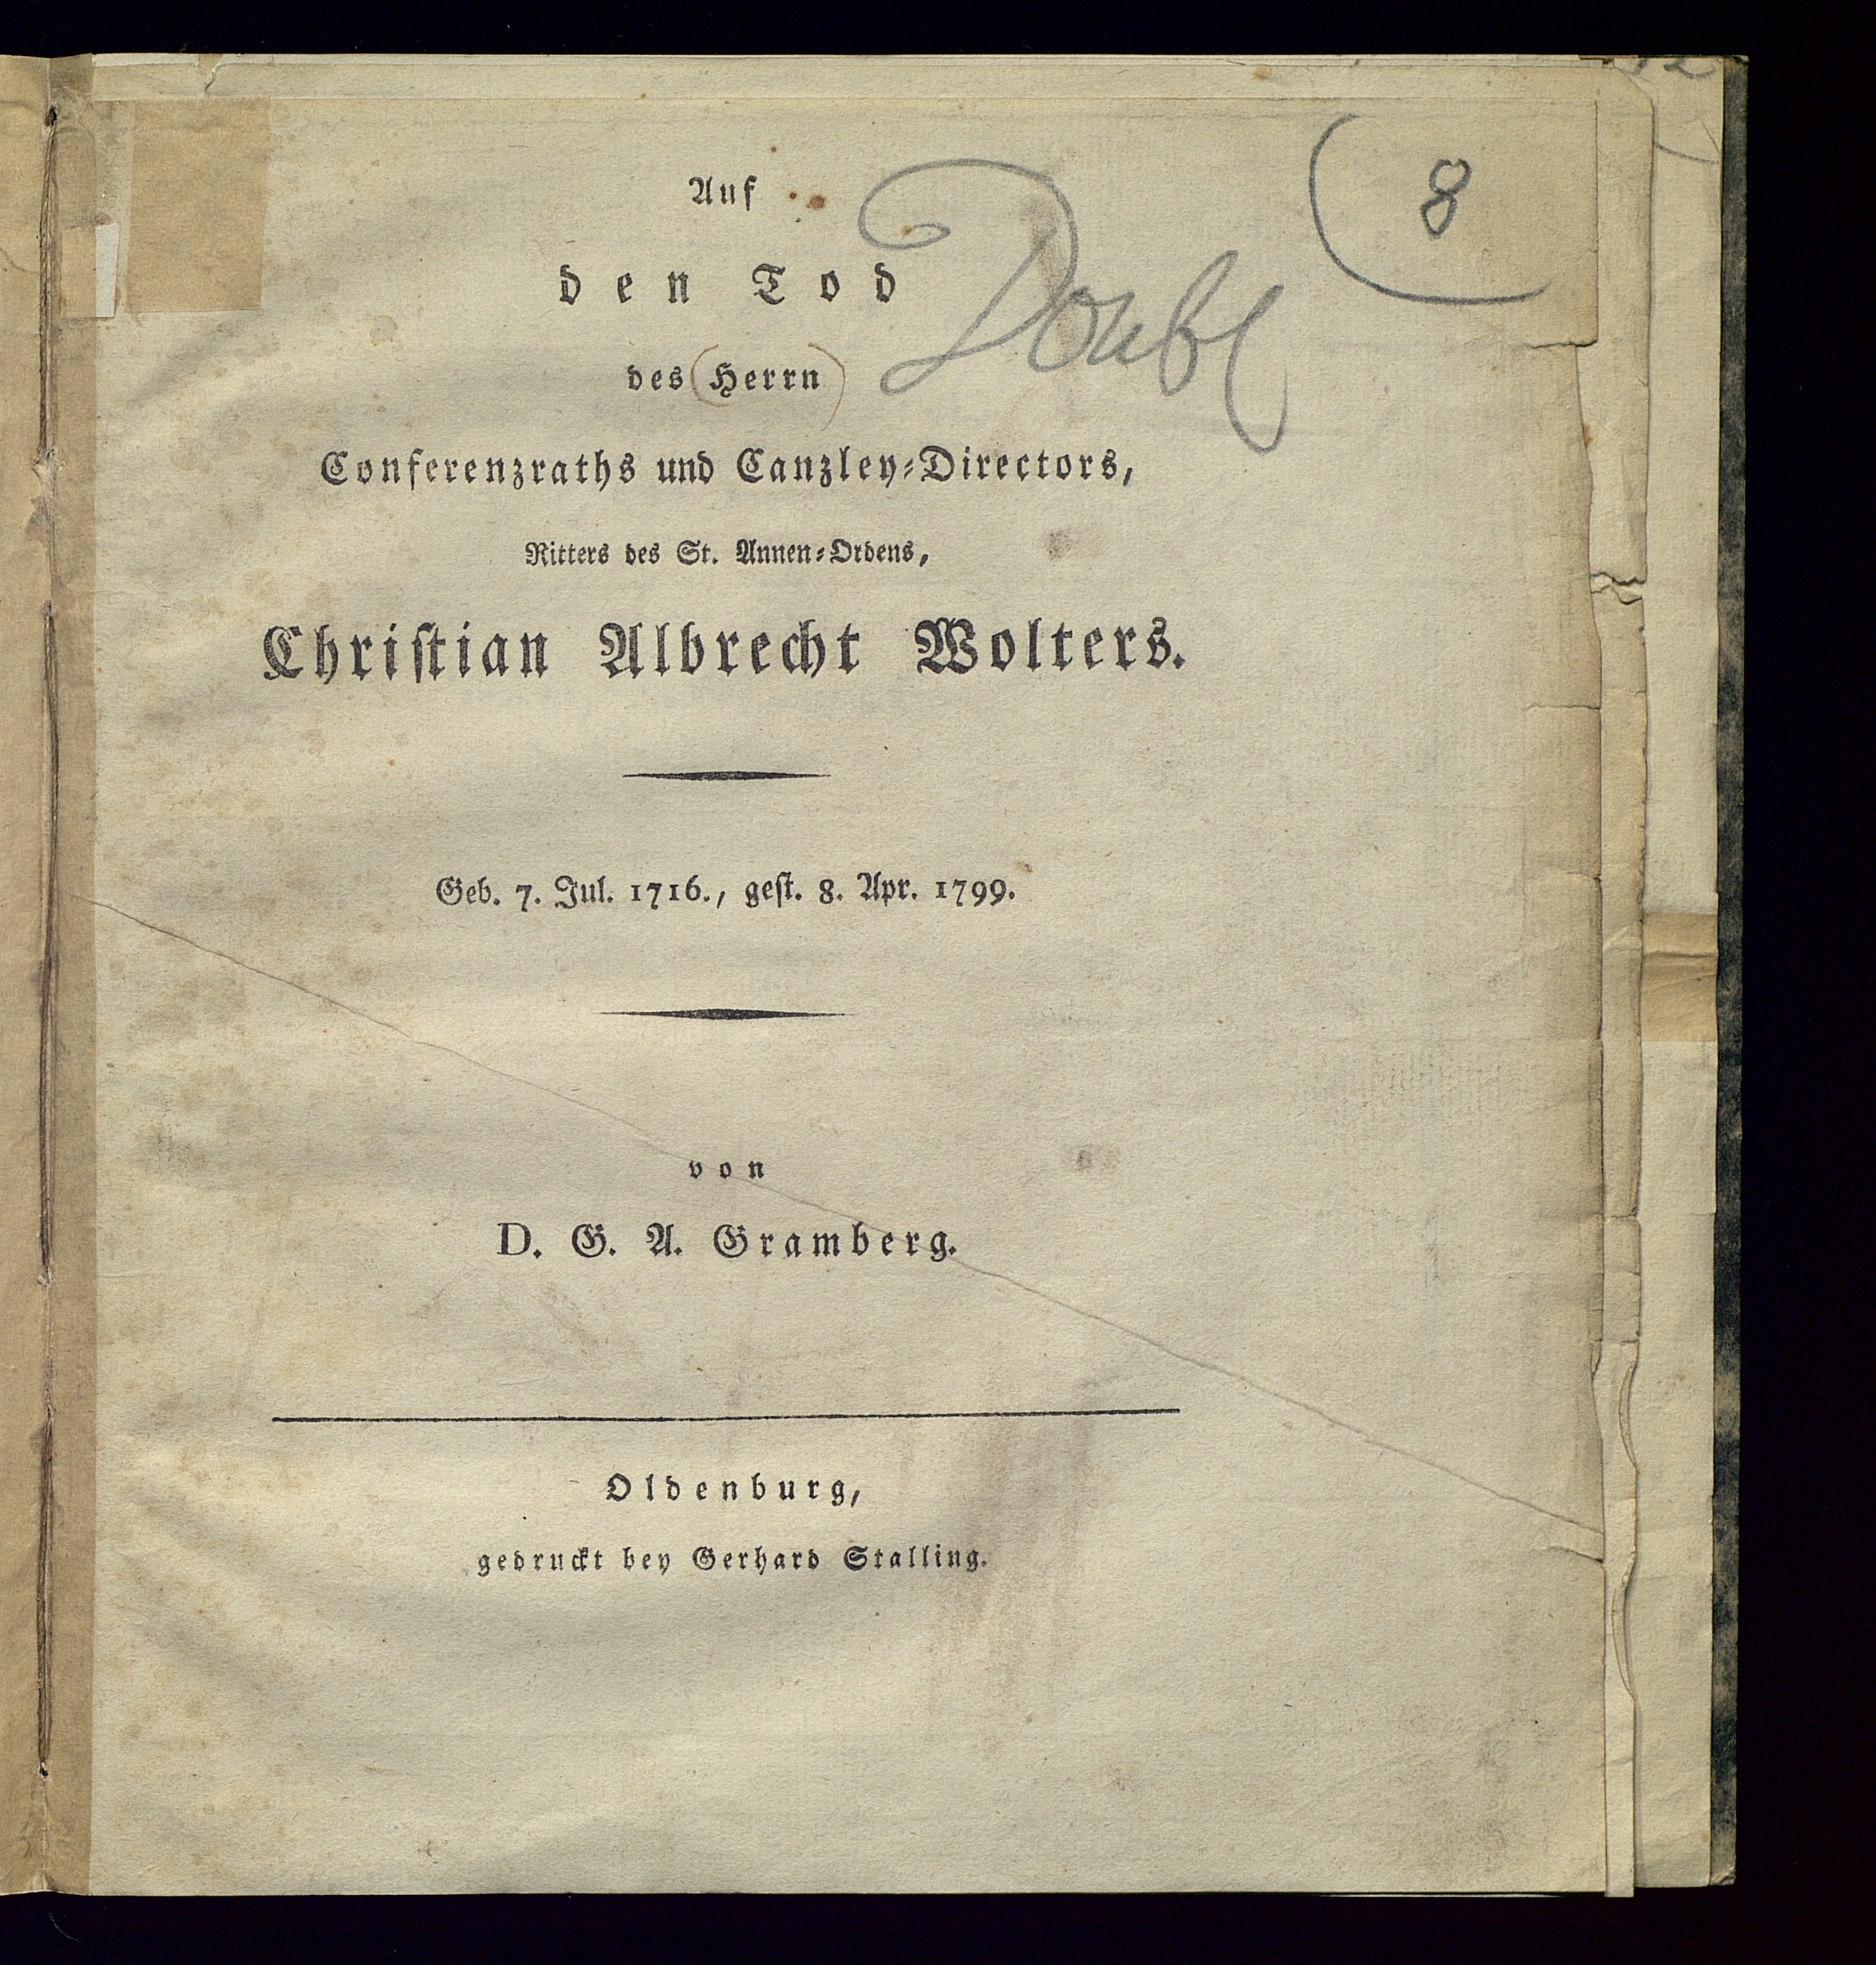 Auf
den Tod
des (Herrn)
Conferenzraths und Canzley-Directors,
Ritters des St. Annen-Ordens,
Christian Albrecht Wolters.
Geb. 7. Jul. 1716., gest. 8. Apr. 1799.
von
D. G. A. Gramberg.
Oldenburg,
gedruckt bey Gerhard Stalling.
Doubl
8